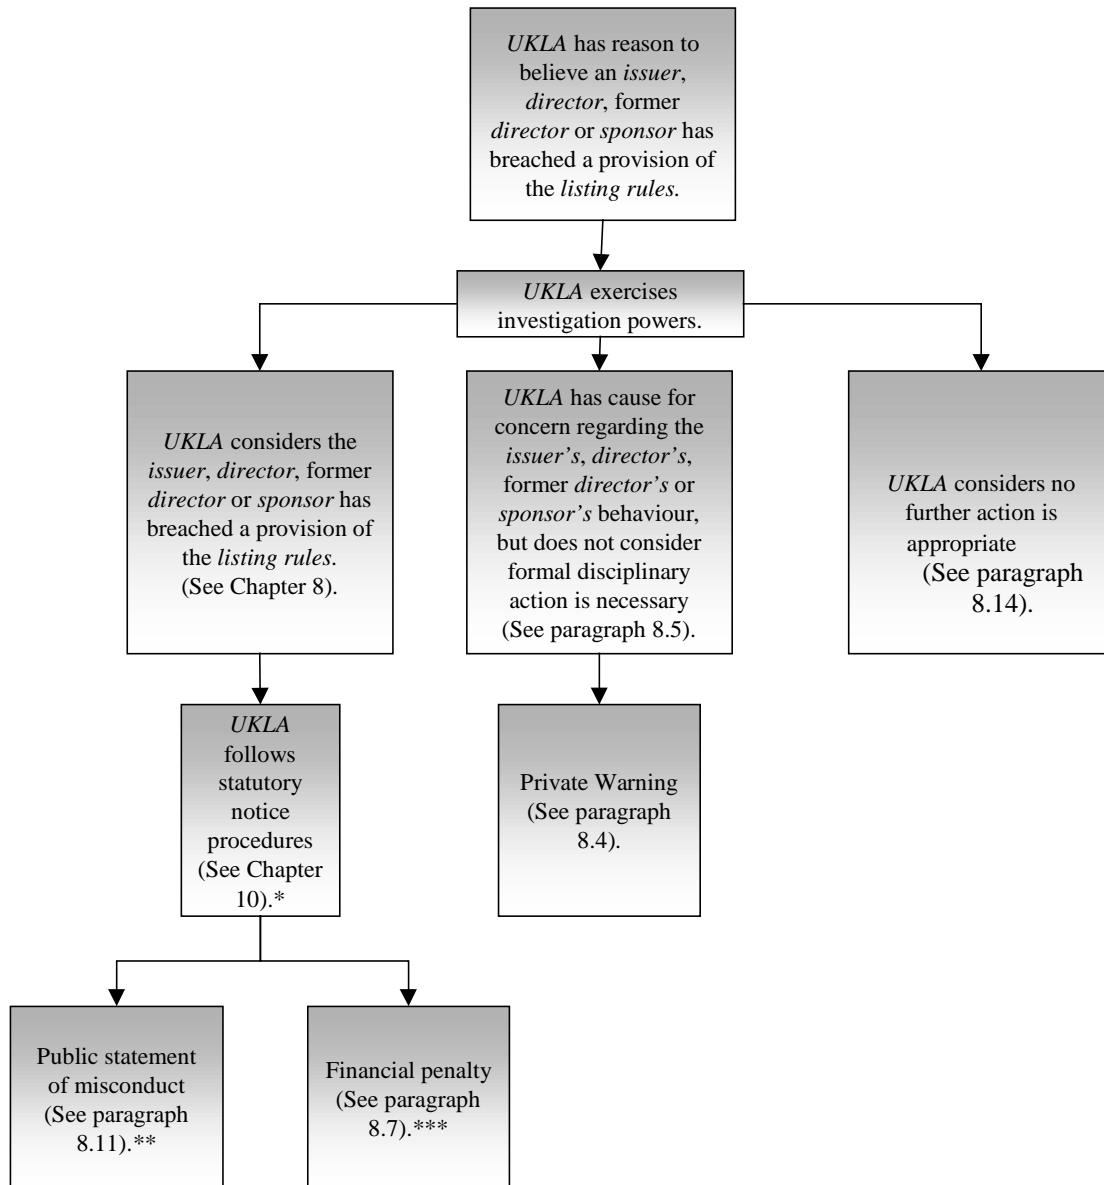 UKLA has reason to
believe an issuer,
director, former
director or sponsor has
breached a provision of
the listing rules.
UKLA exercises
investigation powers.
UKLA considers the
issuer, director, former
director or sponsor has
breached a provision of
the listing rules.
(See Chapter 8).
UKLA has cause for
concern regarding the
issuer's, director's,
former director's or
sponsor's behaviour,
but does not consider
formal disciplinary
action is necessary
(See paragraph 8.5).
UKLA considers no
further action is
appropriate
(See paragraph
8.14).
UKLA
follows
statutory
notice
procedures
(See Chapter
10).*
Private Warning
(See paragraph
8.4).
Public statement
of misconduct
(See paragraph
8.11).**
Financial penalty
(See paragraph
8.7).***